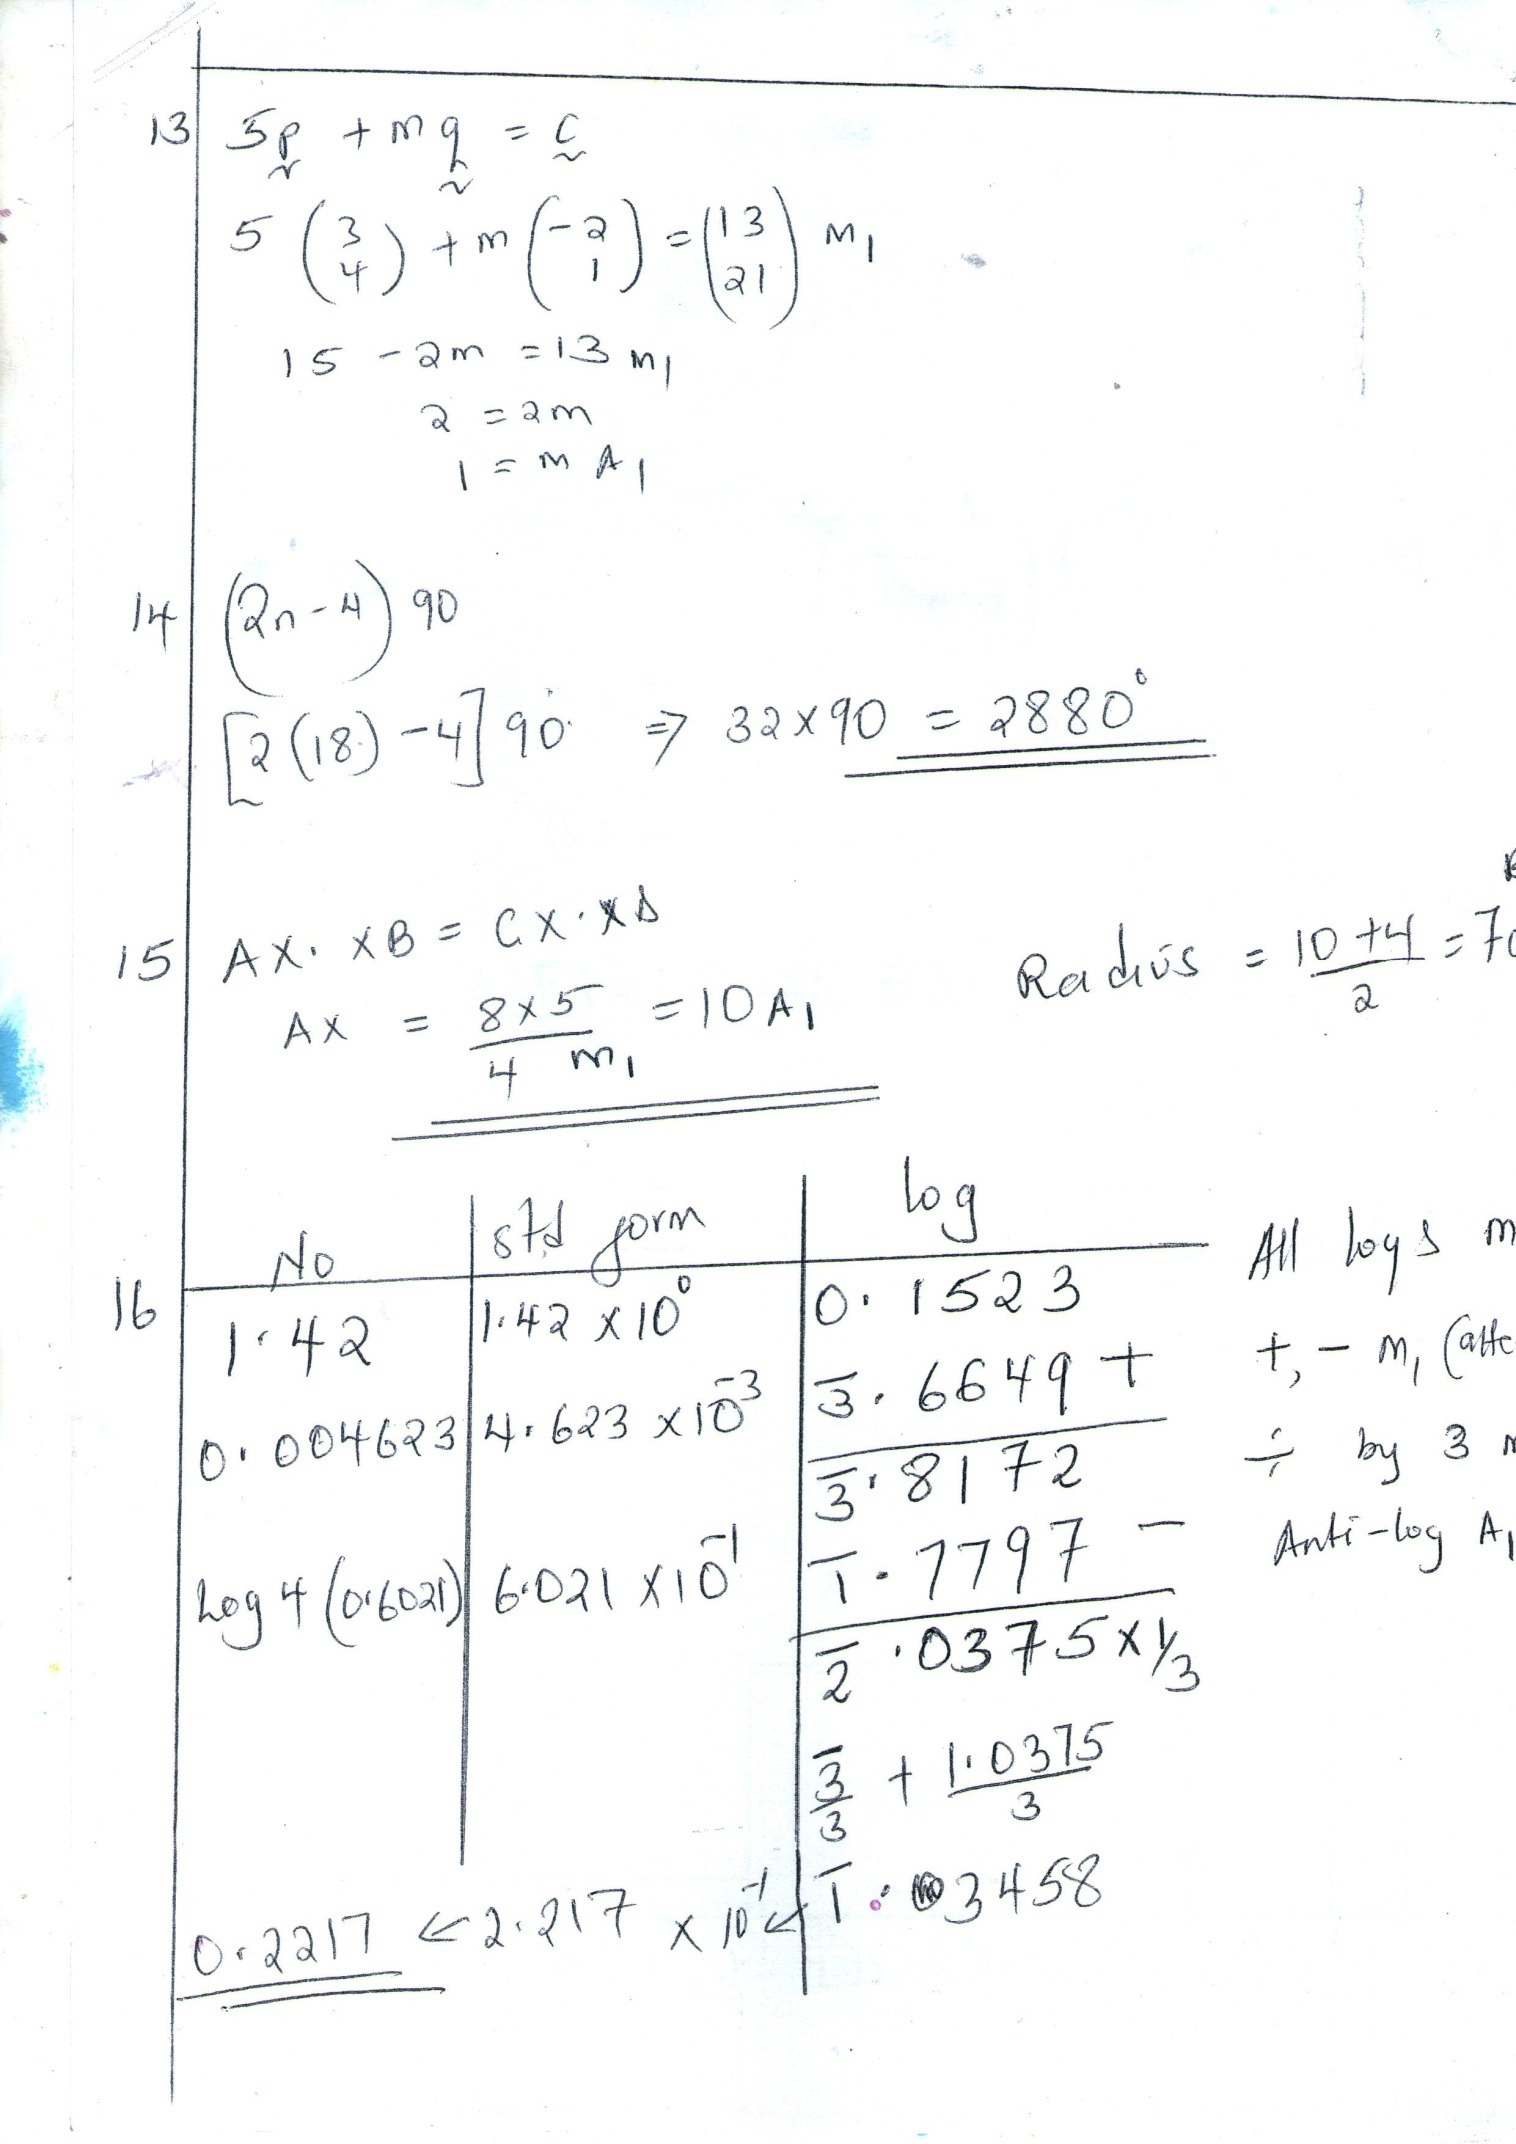 13 5p + mq = c
5 (3 4) + m (-2 1) = (13 21) M1
15 - 2m = 13 M1
2 = 2m
1 = m A1
14 (2n - 4) 90
[2(18) - 4] 90° ⇒ 32 x 90 = 2880°
15 AX. XB = CX. XD
AX = 8 x 5 / 4 M1 = 10 A1
Radius = 10 + 4 / 2 = 7
16 No | std form | log
1.42 | 1.42 x 10⁰ | 0.1523
0.004623 | 4.623 x 10⁻³ | 3̄.6649 +
3̄.8172
Log 4 (0.6021) | 6.021 x 10⁻¹ | 1̄.7797 -
2̄.0375 x 1/3
3̄/3 + 1.0375/3
0.2217 ← 2.217 x 10⁻¹ ← 1̄.3458
All logs
+, - M1
÷ by 3
Anti-log A1